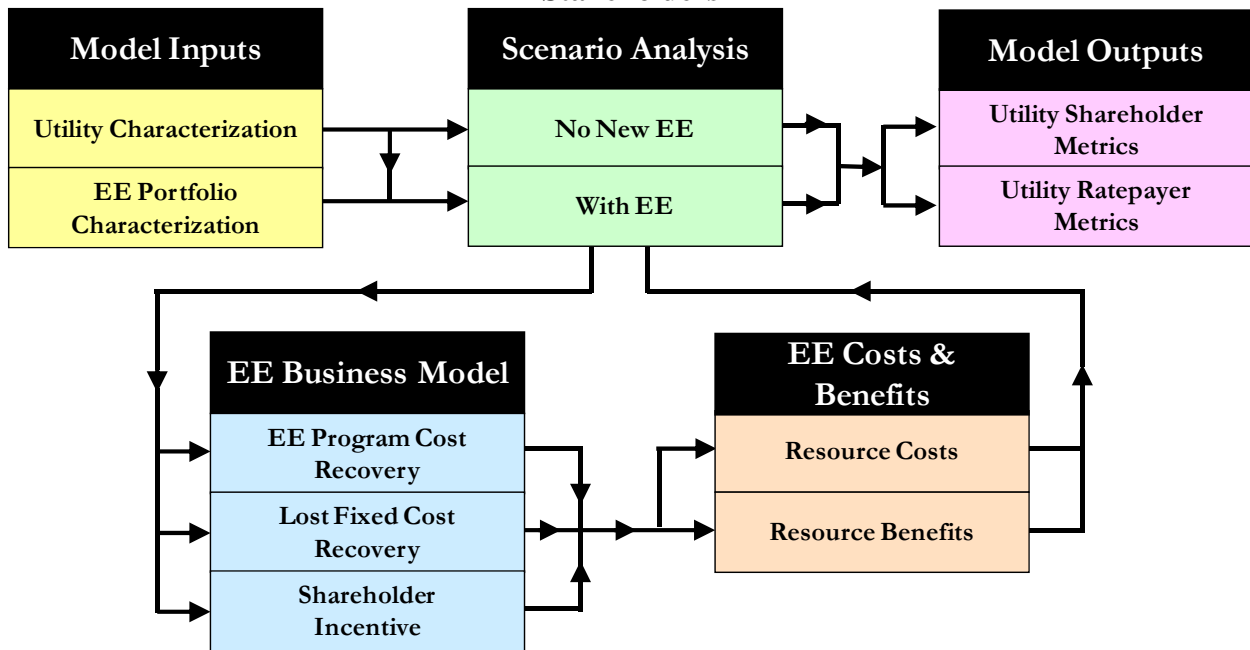 Model Inputs
Utility Characterization
EE Portfolio
Characterization
Scenario Analysis
No New EE
With EE
Model Outputs
Utility Shareholder
Metrics
Utility Ratepayer
Metrics
EE Business Model
EE Program Cost
Recovery
Lost Fixed Cost
Recovery
Shareholder
Incentive
EE Costs &
Benefits
Resource Costs
Resource Benefits